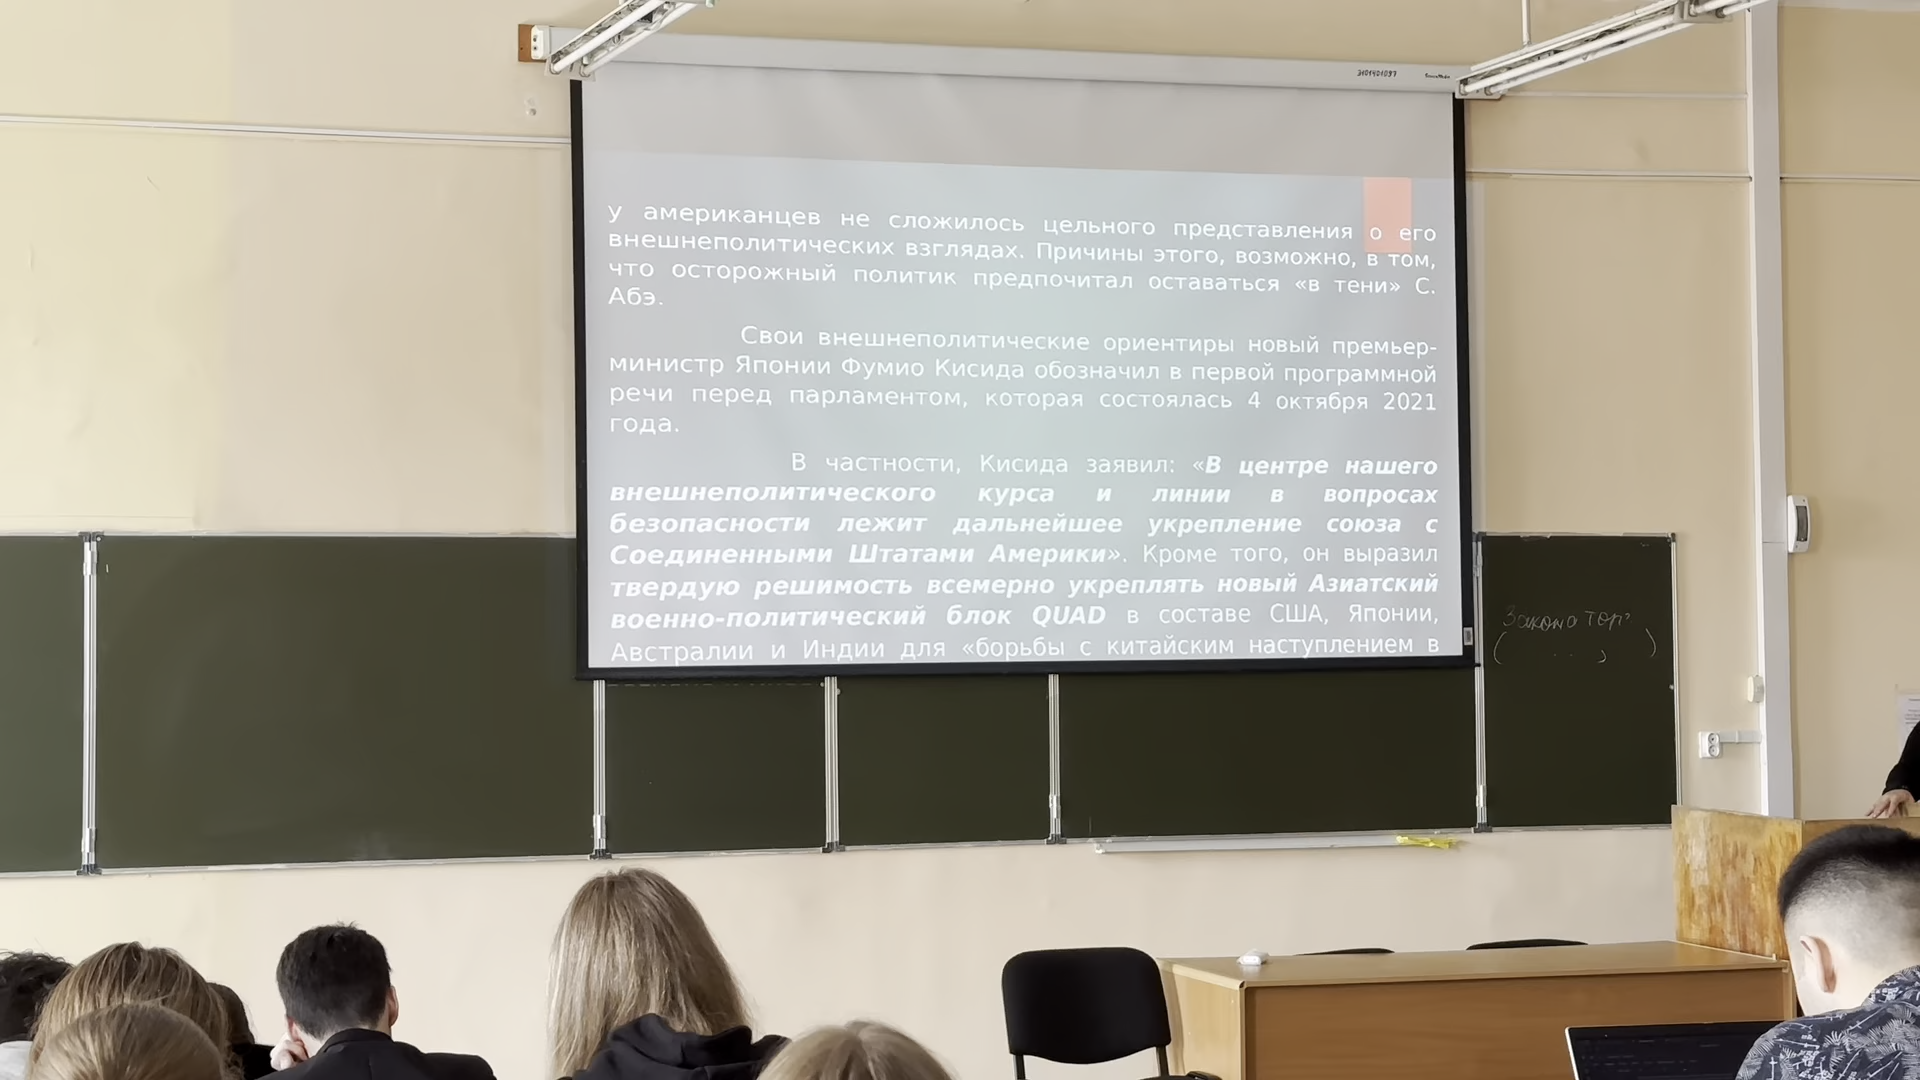 3101401097
у американцев не сложилось цельного представления о его
внешнеполитических взглядах. Причины этого, возможно, в том,
что осторожный политик предпочитал оставаться «в тени» С.
Абэ.
Свои внешнеполитические ориентиры новый премьер-
министр Японии Фумио Кисида обозначил в первой программной
речи перед парламентом, которая состоялась 4 октября 2021
года.
В частности, Кисида заявил: «В центре нашего
внешнеполитического курса и линии в вопросах
безопасности лежит дальнейшее укрепление союза с
Соединенными Штатами Америки». Кроме того, он выразил
твердую решимость всемерно укреплять новый Азиатский
военно-политический блок QUAD в составе США, Японии,
Австралии и Индии для «борьбы с китайским наступлением в